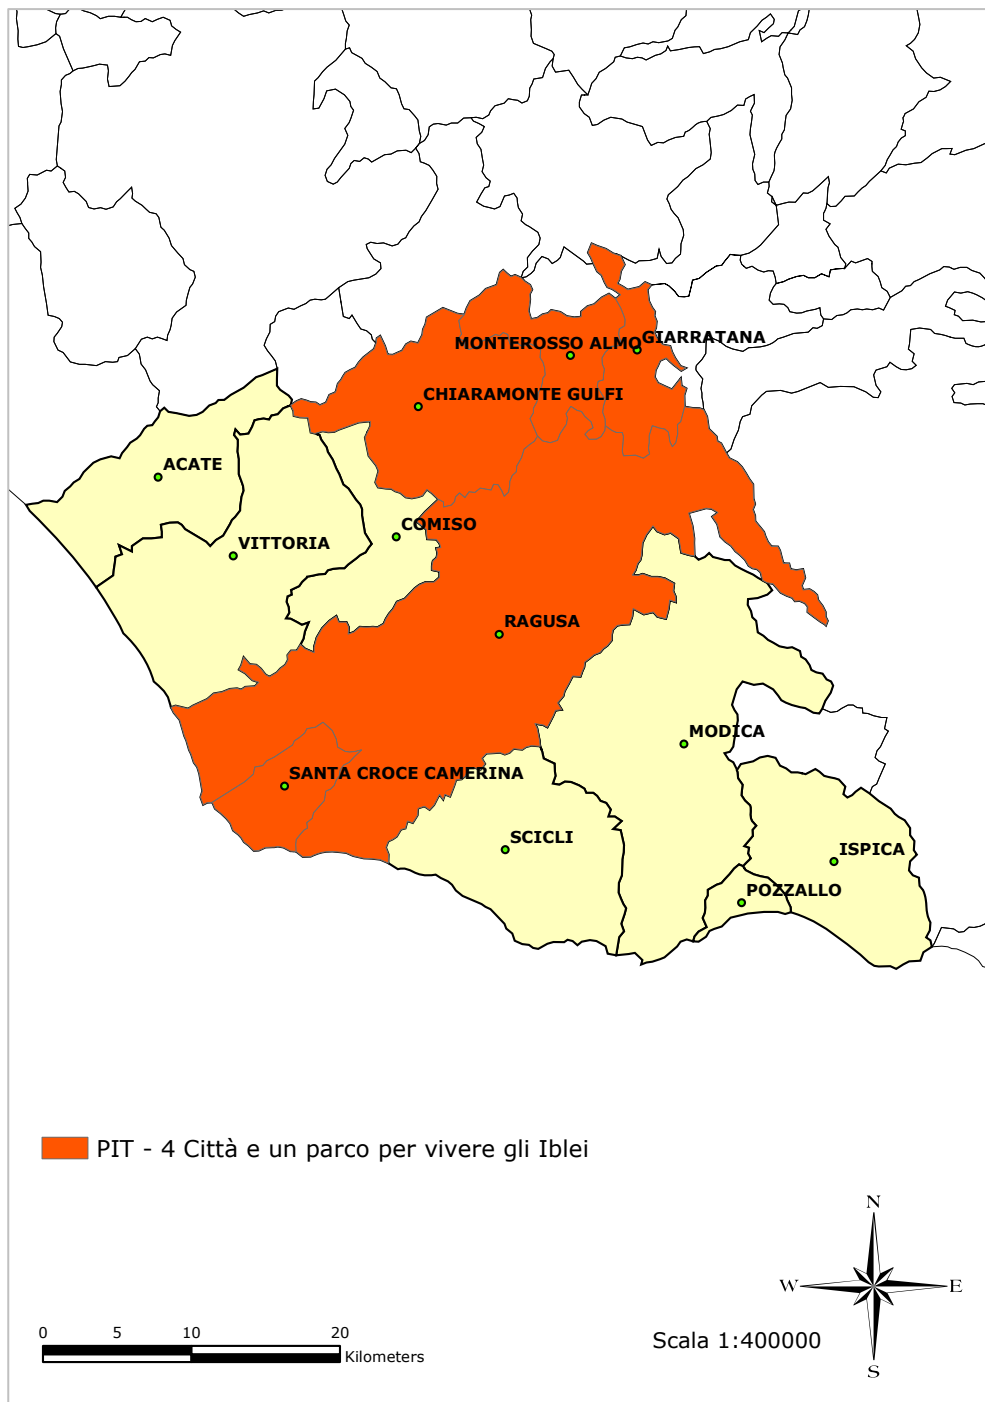 GIARRATANA
MONTEROSSO ALMO
CHIARAMONTE GULFI
ACATE
COMISO
VITTORIA
RAGUSA
MODICA
SANTA CROCE CAMERINA
SCICLI
ISPICA
POZZALLO
PIT - 4 Città e un parco per vivere gli Iblei
N
W E
S
0 5 10 20
Kilometers
Scala 1:400000